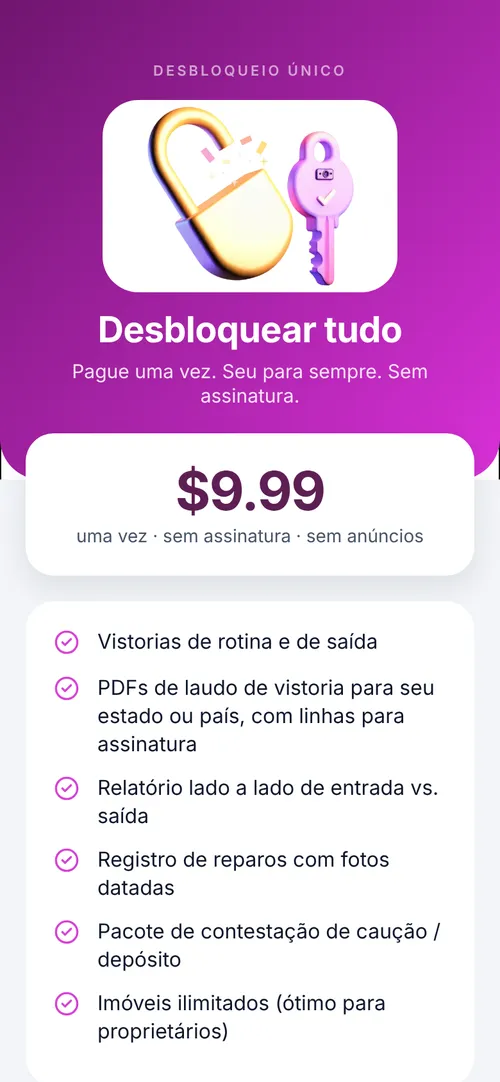 DESBLOQUEIO ÚNICO
Desbloquear tudo
Pague uma vez. Seu para sempre. Sem
assinatura.
$9.99
uma vez · sem assinatura · sem anúncios
Vistorias de rotina e de saída
PDFs de laudo de vistoria para seu
estado ou país, com linhas para
assinatura
Relatório lado a lado de entrada vs.
saída
Registro de reparos com fotos
datadas
Pacote de contestação de caução /
depósito
Imóveis ilimitados (ótimo para
proprietários)